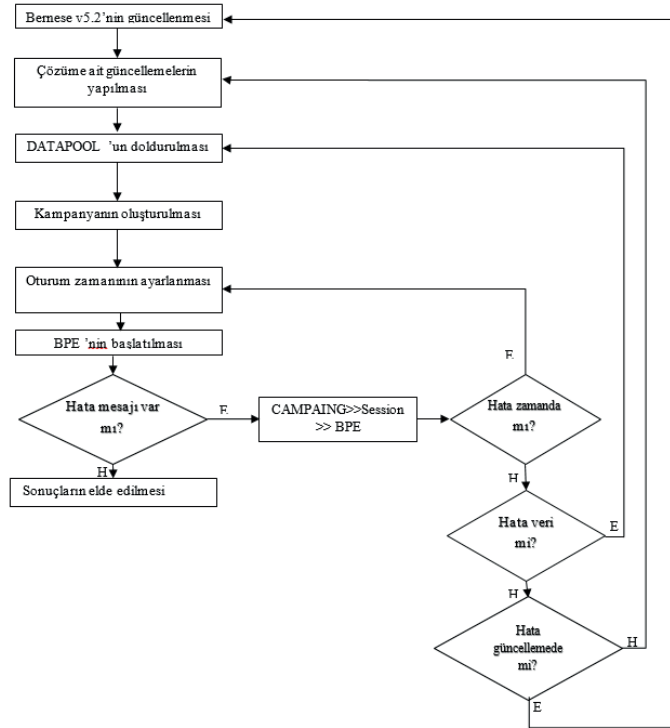 Bernese v5.2'nin güncellenmesi
Çözüme ait güncellemelerin
yapılması
DATAPOOL 'un doldurulması
Kampanyanın oluşturulması
Oturum zamanının ayarlanması
BPE 'nin başlatılması
Hata mesajı var
mı?
E
CAMPAING>>Session
>> BPE
E
Hata zamanda
mı?
H
Sonuçların elde edilmesi
H
Hata veri
mi?
E
H
Hata
güncellemede
mi?
H
E